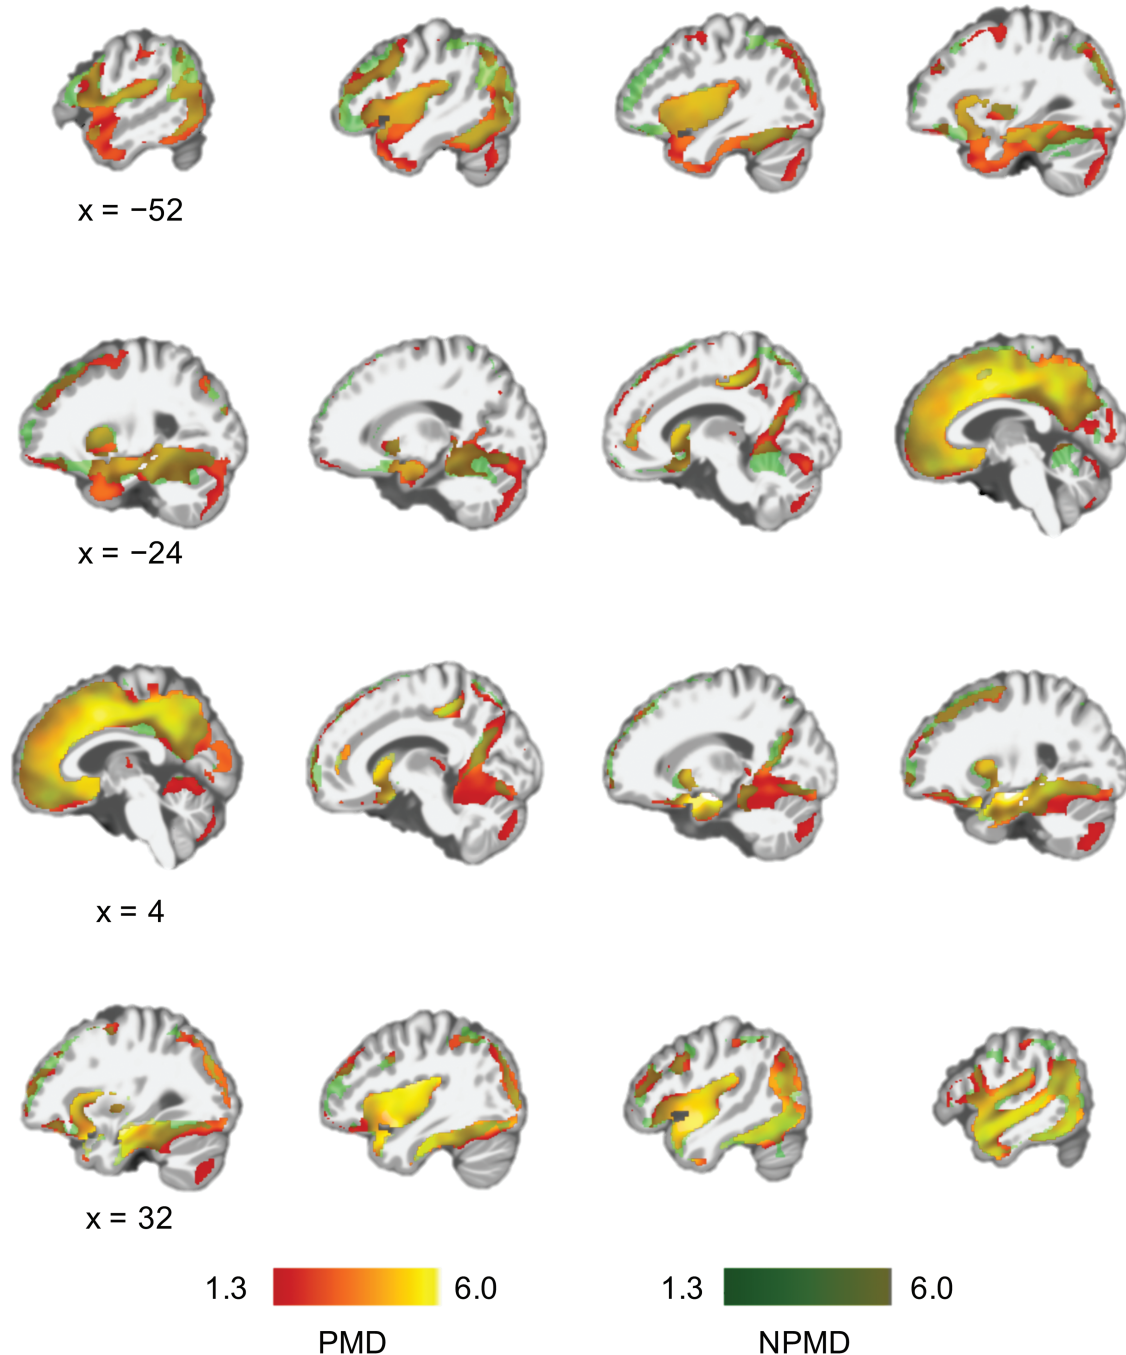 x = −52
x = −24
x = 4
x = 32
1.3 6.0 1.3 6.0
PMD NPMD